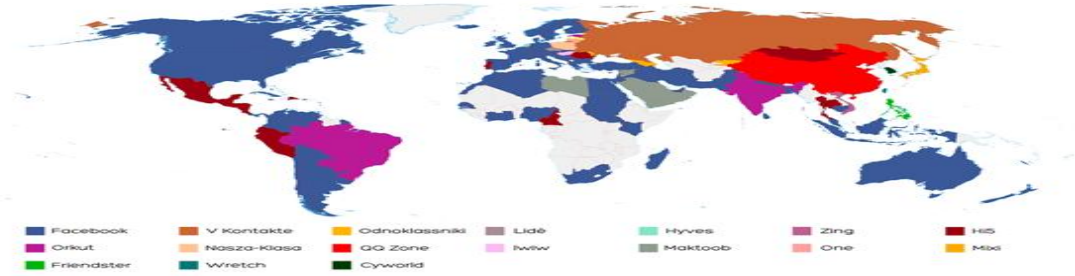 Facebook V Kontakte Odnoklassniki Lidé Hyves Zing Hi5
Orkut Nasza-Klasa QQ Zone Iwiw Maktoob One Mixi
Friendster Wretch Cyworld